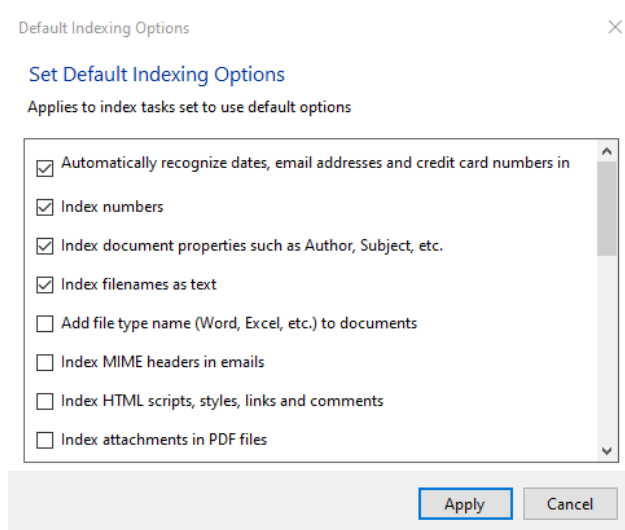 Default Indexing Options
Set Default Indexing Options
Applies to index tasks set to use default options
Automatically recognize dates, email addresses and credit card numbers in
Index numbers
Index document properties such as Author, Subject, etc.
Index filenames as text
Add file type name (Word, Excel, etc.) to documents
Index MIME headers in emails
Index HTML scripts, styles, links and comments
Index attachments in PDF files
Apply Cancel